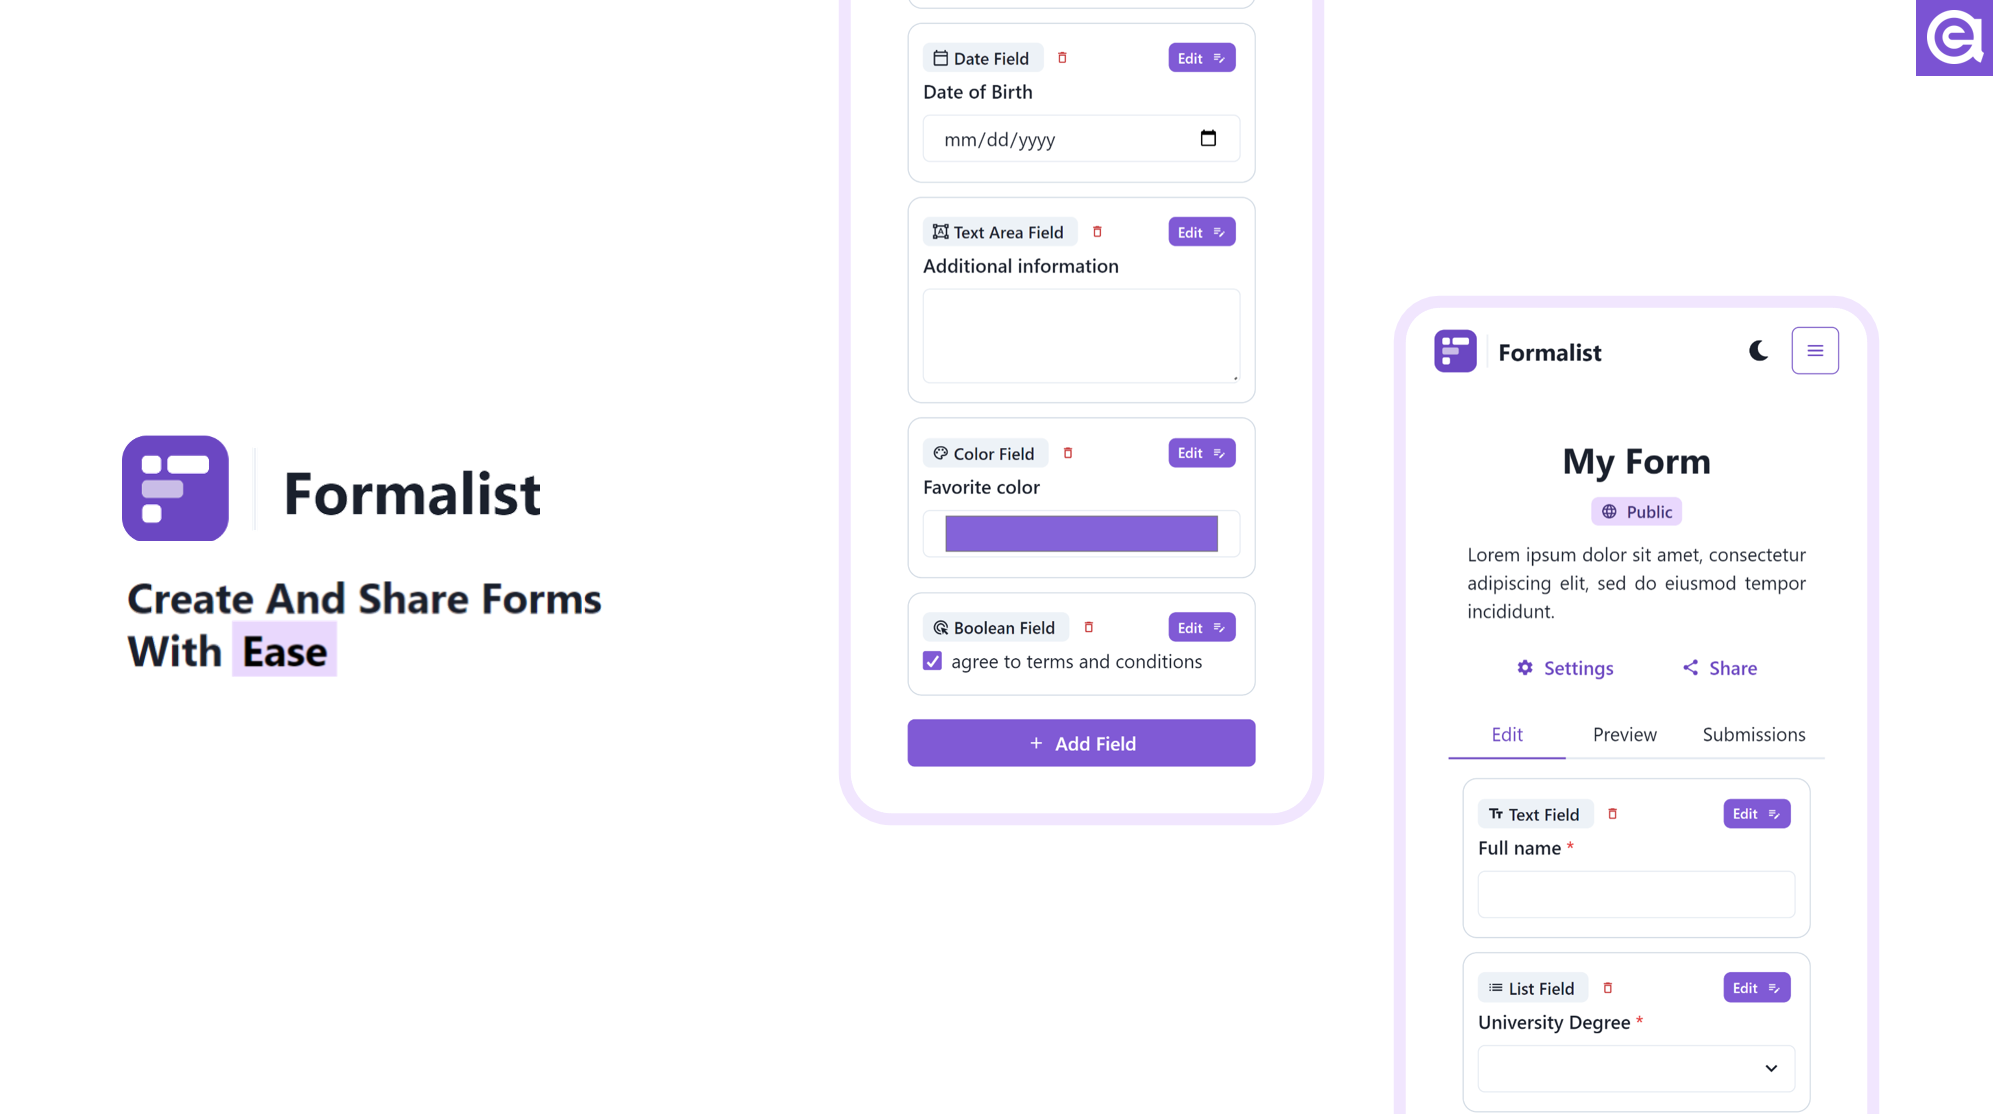 Formalist
Create And Share Forms
With Ease
Date Field
Edit
Date of Birth
mm/dd/yyyy
Text Area Field
Edit
Additional information
Color Field
Edit
Favorite color
Boolean Field
Edit
agree to terms and conditions
+ Add Field
Formalist
My Form
Public
Lorem ipsum dolor sit amet, consectetur
adipiscing elit, sed do eiusmod tempor
incididunt.
Settings
Share
Edit
Preview
Submissions
Text Field
Edit
Full name *
List Field
Edit
University Degree *